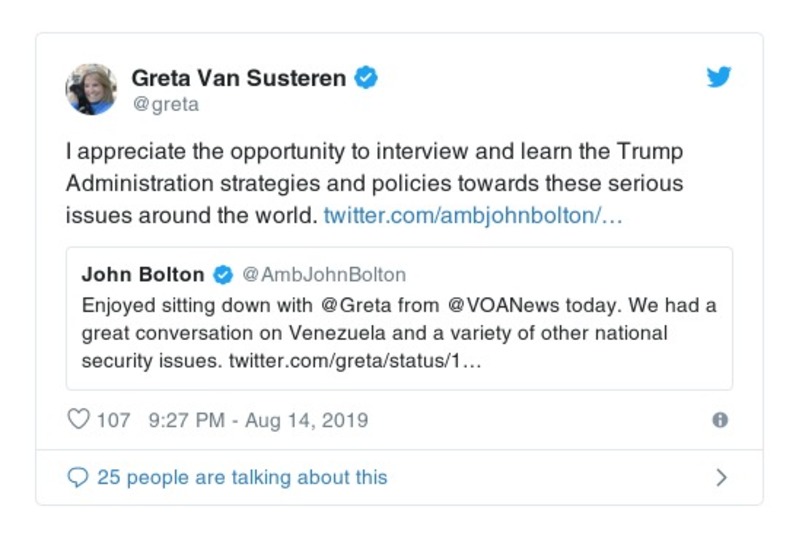 Greta Van Susteren
@greta
I appreciate the opportunity to interview and learn the Trump
Administration strategies and policies towards these serious
issues around the world. twitter.com/ambjohnbolton/…
John Bolton @AmbJohnBolton
Enjoyed sitting down with @Greta from @VOANews today. We had a
great conversation on Venezuela and a variety of other national
security issues. twitter.com/greta/status/1…
107 9:27 PM - Aug 14, 2019
25 people are talking about this